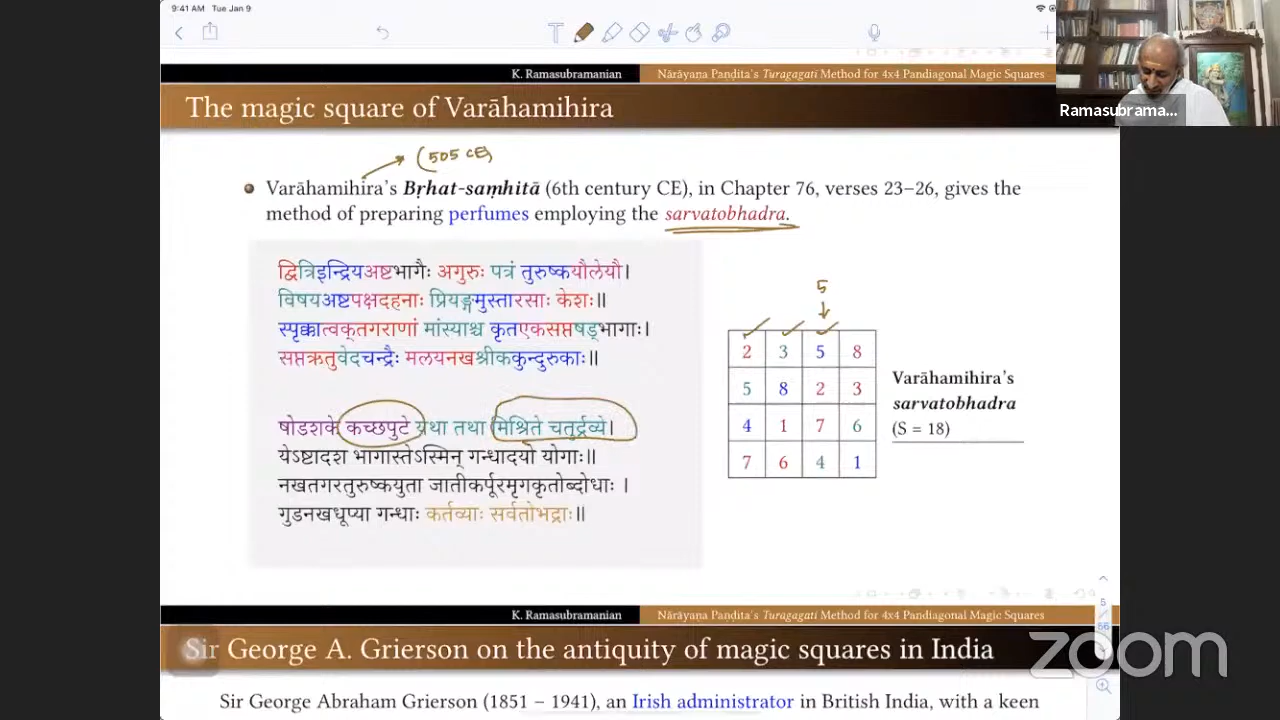 9:41 AM Tue Jan 9
K. Ramasubramanian Nārāyaṇa Paṇḍita's Turagagati Method for 4x4 Pandiagonal Magic Squares
Ramasubrama...
The magic square of Varāhamihira
(505 CE)
Varāhamihira's Bṛhat-saṃhitā (6th century CE), in Chapter 76, verses 23–26, gives the
method of preparing perfumes employing the sarvatobhadra.
द्वित्रिइन्द्रियअष्टभागैः अगुरुः पत्रं तुरुष्कयौलेयौ।
विषयअष्टपक्षदहनाः प्रियङ्गुमुस्तारसाः केशः॥
स्पृक्कात्वक्तगराणां मांस्याश्च कृतएकसप्तषड्भागाः।
सप्तऋतुवेदचन्द्रैः मलयनखश्रीककुन्दुरुकाः॥
षोडशके कच्छपुटे यथा तथा मिश्रिते चतुर्द्रव्ये।
येऽष्टादश भागास्तेऽस्मिन् गन्धादयो योगाः॥
नखतगरतुरुष्कयुता जातीकर्पूरमृगकृतोब्दोधाः ।
गुडनखधूप्या गन्धाः कर्तव्याः सर्वतोभद्राः॥
5
2 3 5 8
5 8 2 3
4 1 7 6
7 6 4 1
Varāhamihira's
sarvatobhadra
(S = 18)
K. Ramasubramanian Nārāyaṇa Paṇḍita's Turagagati Method for 4x4 Pandiagonal Magic Squares
5
56
Sir George A. Grierson on the antiquity of magic squares in India
zoom
Sir George Abraham Grierson (1851 – 1941), an Irish administrator in British India, with a keen